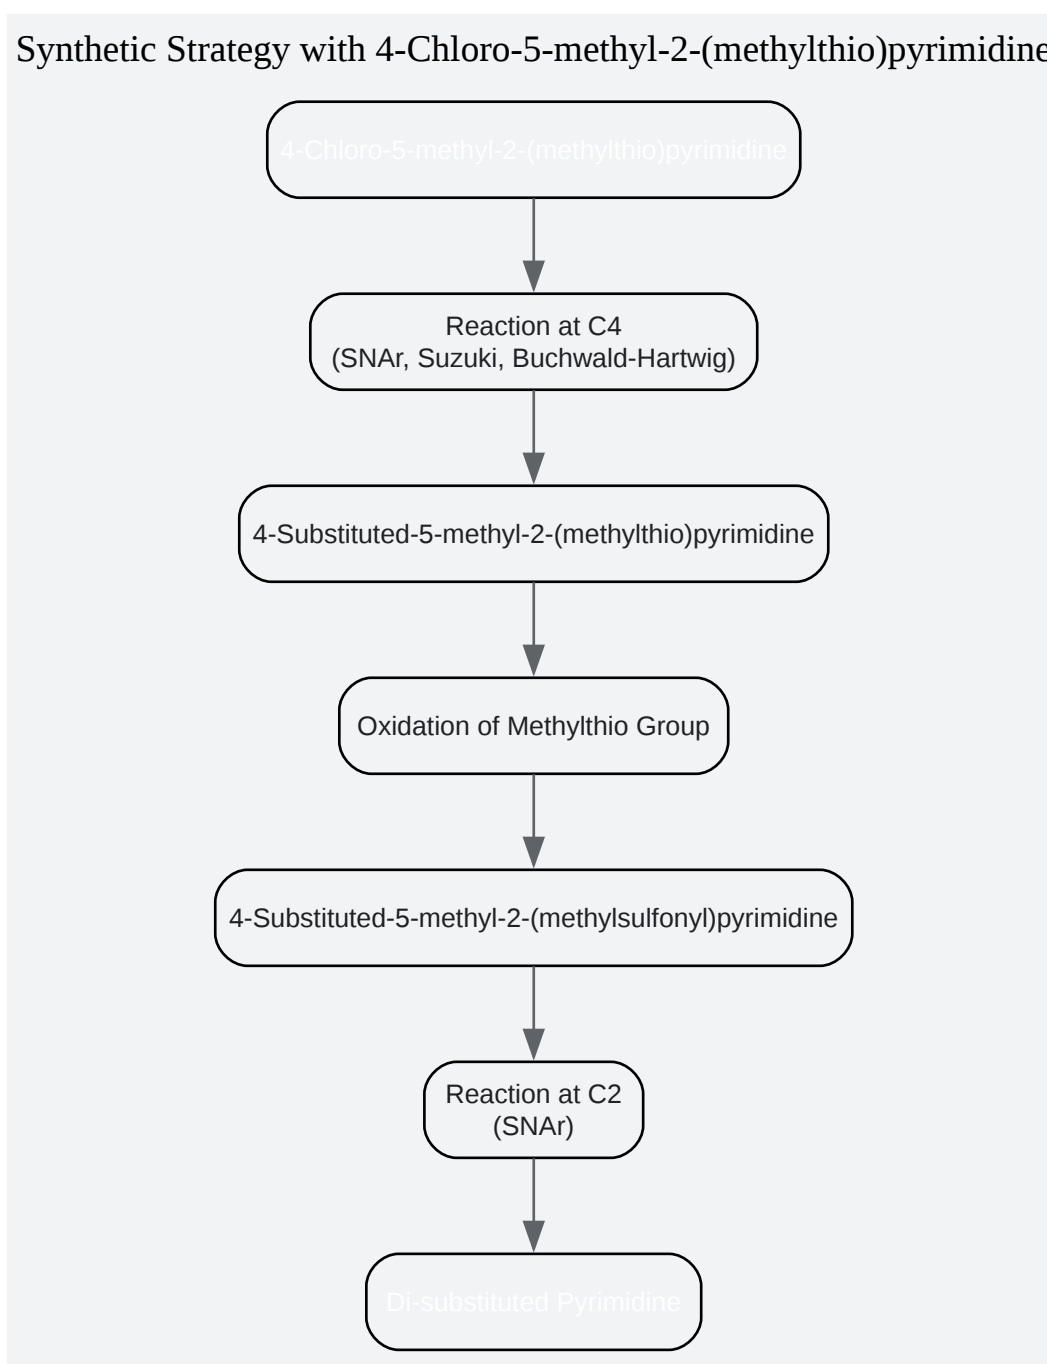 Synthetic Strategy with 4-Chloro-5-methyl-2-(methylthio)pyrimidine
4-Chloro-5-methyl-2-(methylthio)pyrimidine
Reaction at C4
(SNAr, Suzuki, Buchwald-Hartwig)
4-Substituted-5-methyl-2-(methylthio)pyrimidine
Oxidation of Methylthio Group
4-Substituted-5-methyl-2-(methylsulfonyl)pyrimidine
Reaction at C2
(SNAr)
Di-substituted Pyrimidine